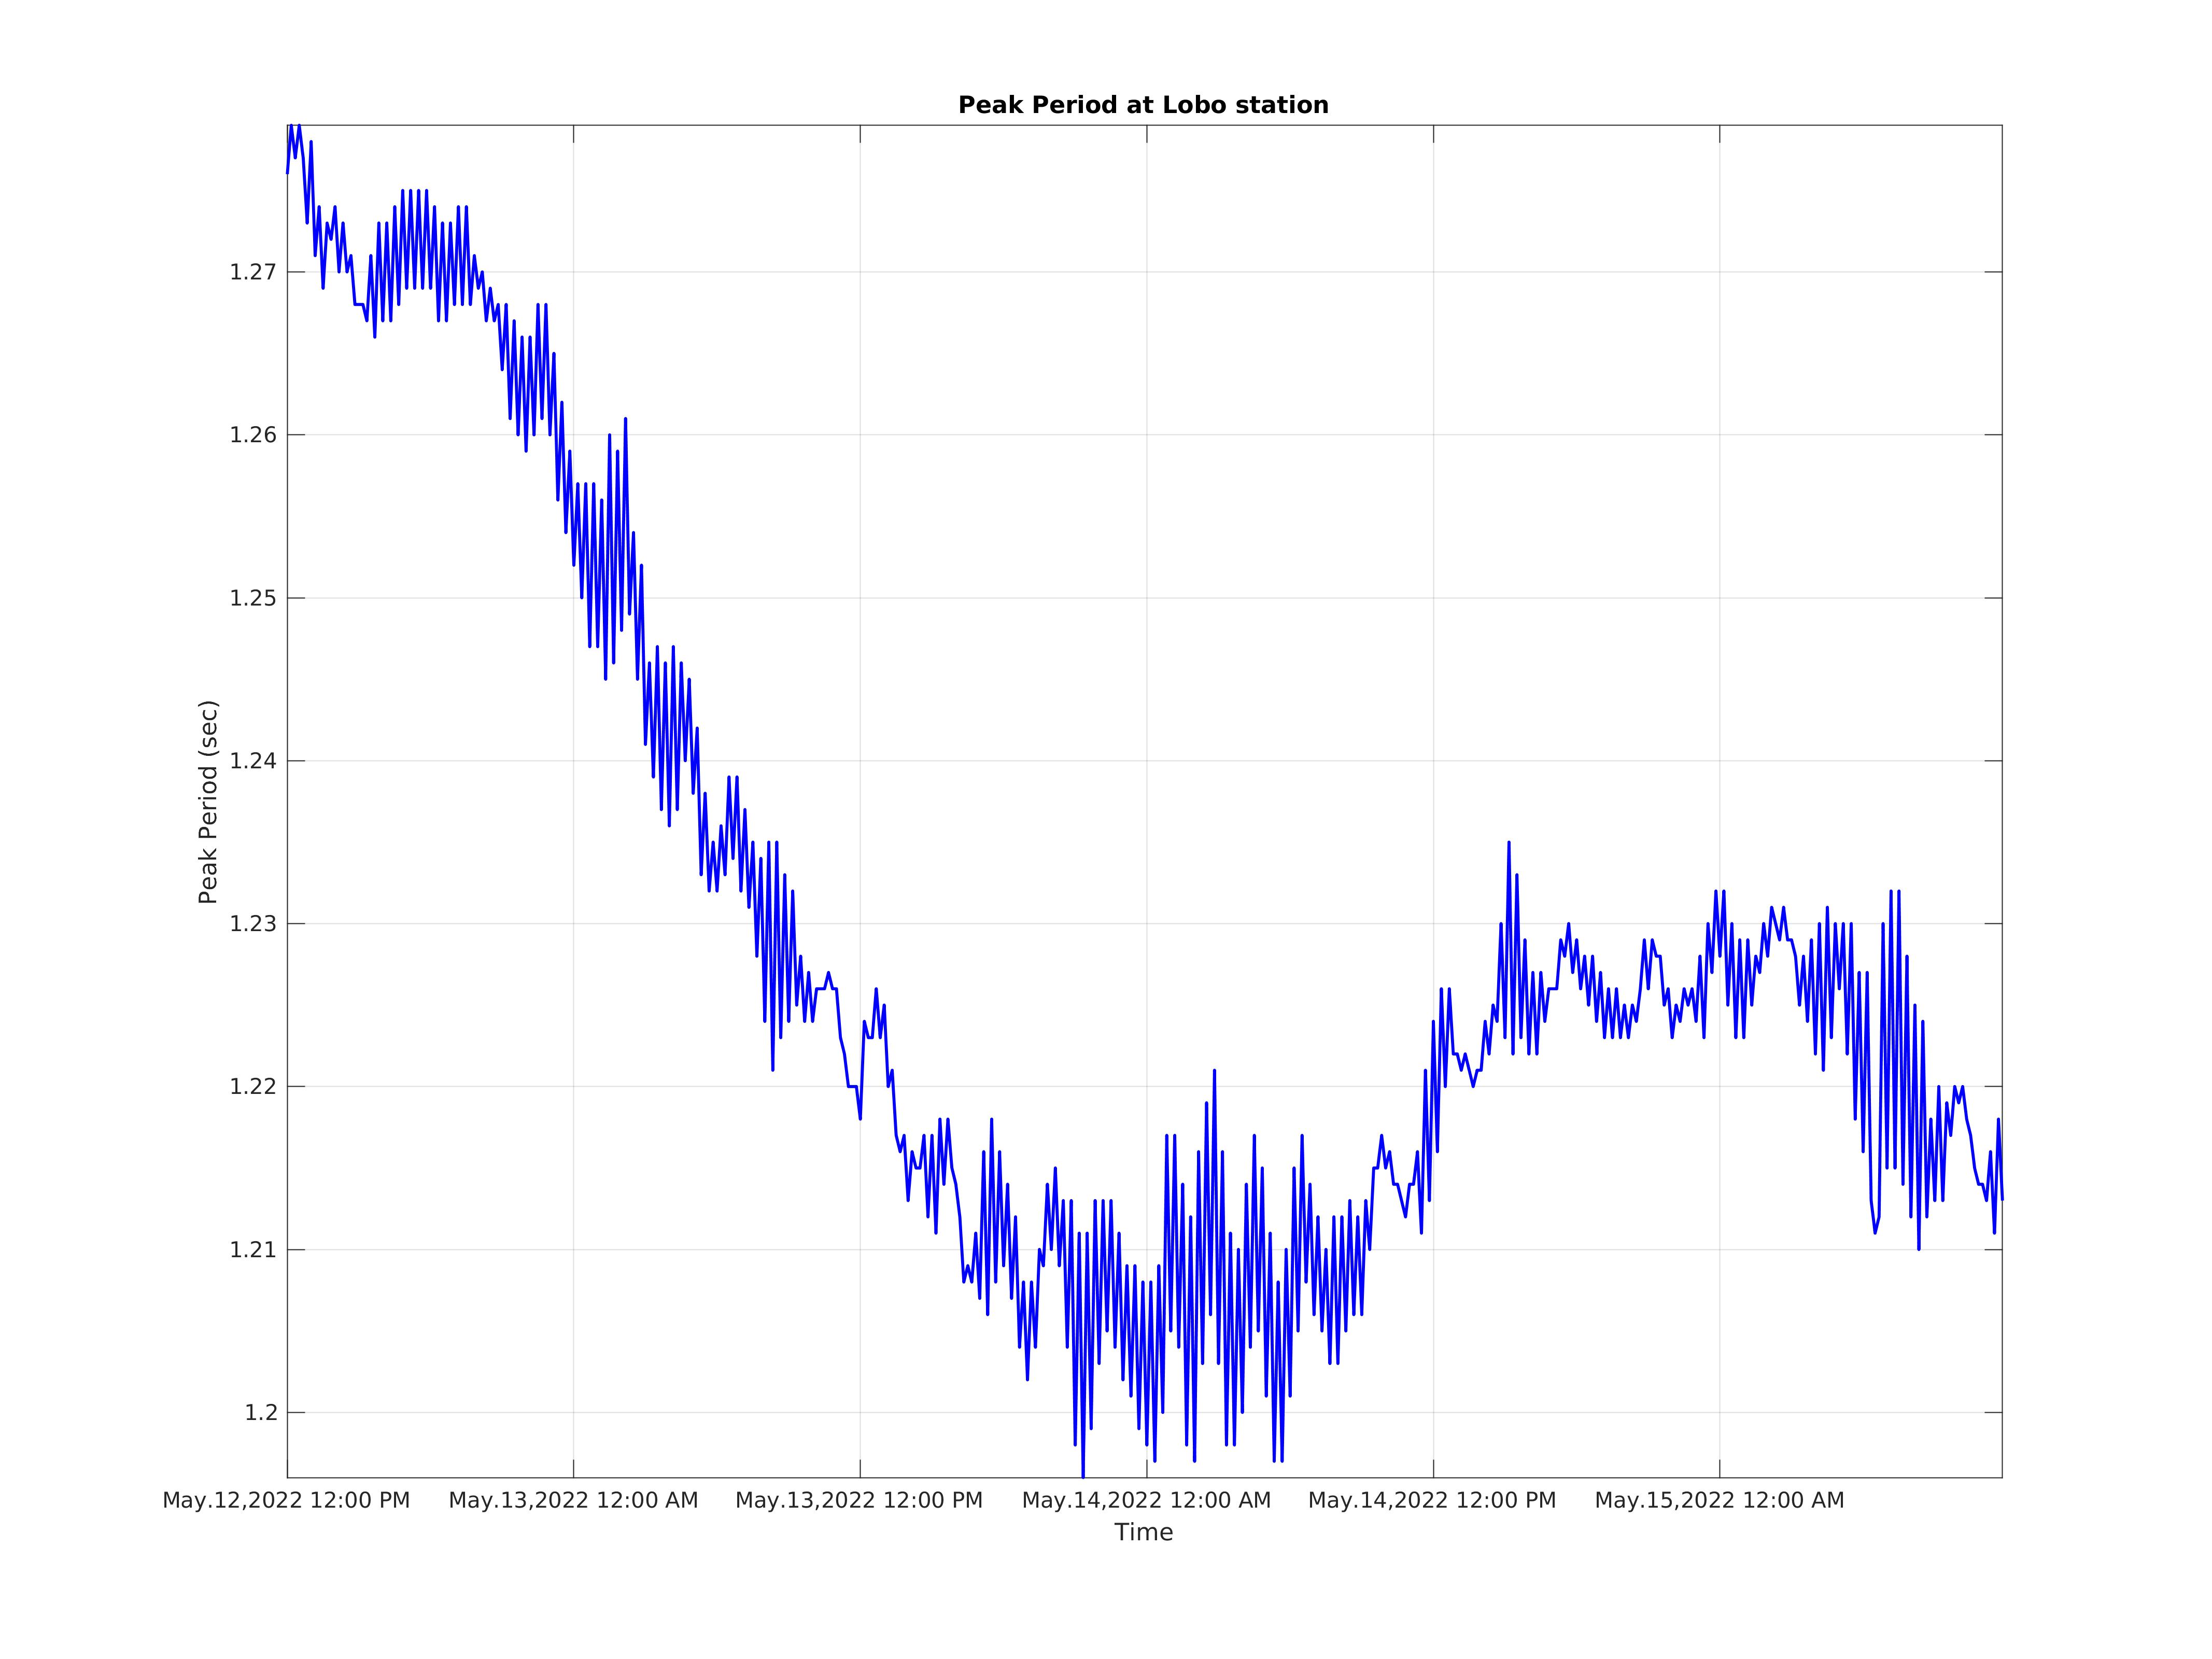 Peak Period at Lobo station
Peak Period (sec)
1.27
1.26
1.25
1.24
1.23
1.22
1.21
1.2
May.12,2022 12:00 PM May.13,2022 12:00 AM May.13,2022 12:00 PM May.14,2022 12:00 AM May.14,2022 12:00 PM May.15,2022 12:00 AM
Time